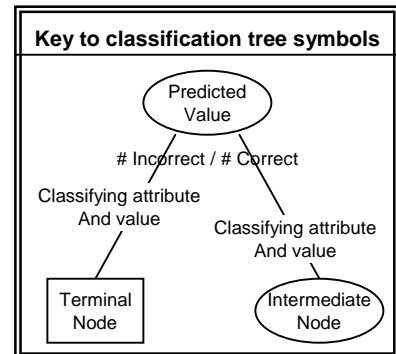 Key to classification tree symbols
Predicted
Value
# Incorrect / # Correct
Classifying attribute
And value
Classifying attribute
And value
Terminal
Node
Intermediate
Node